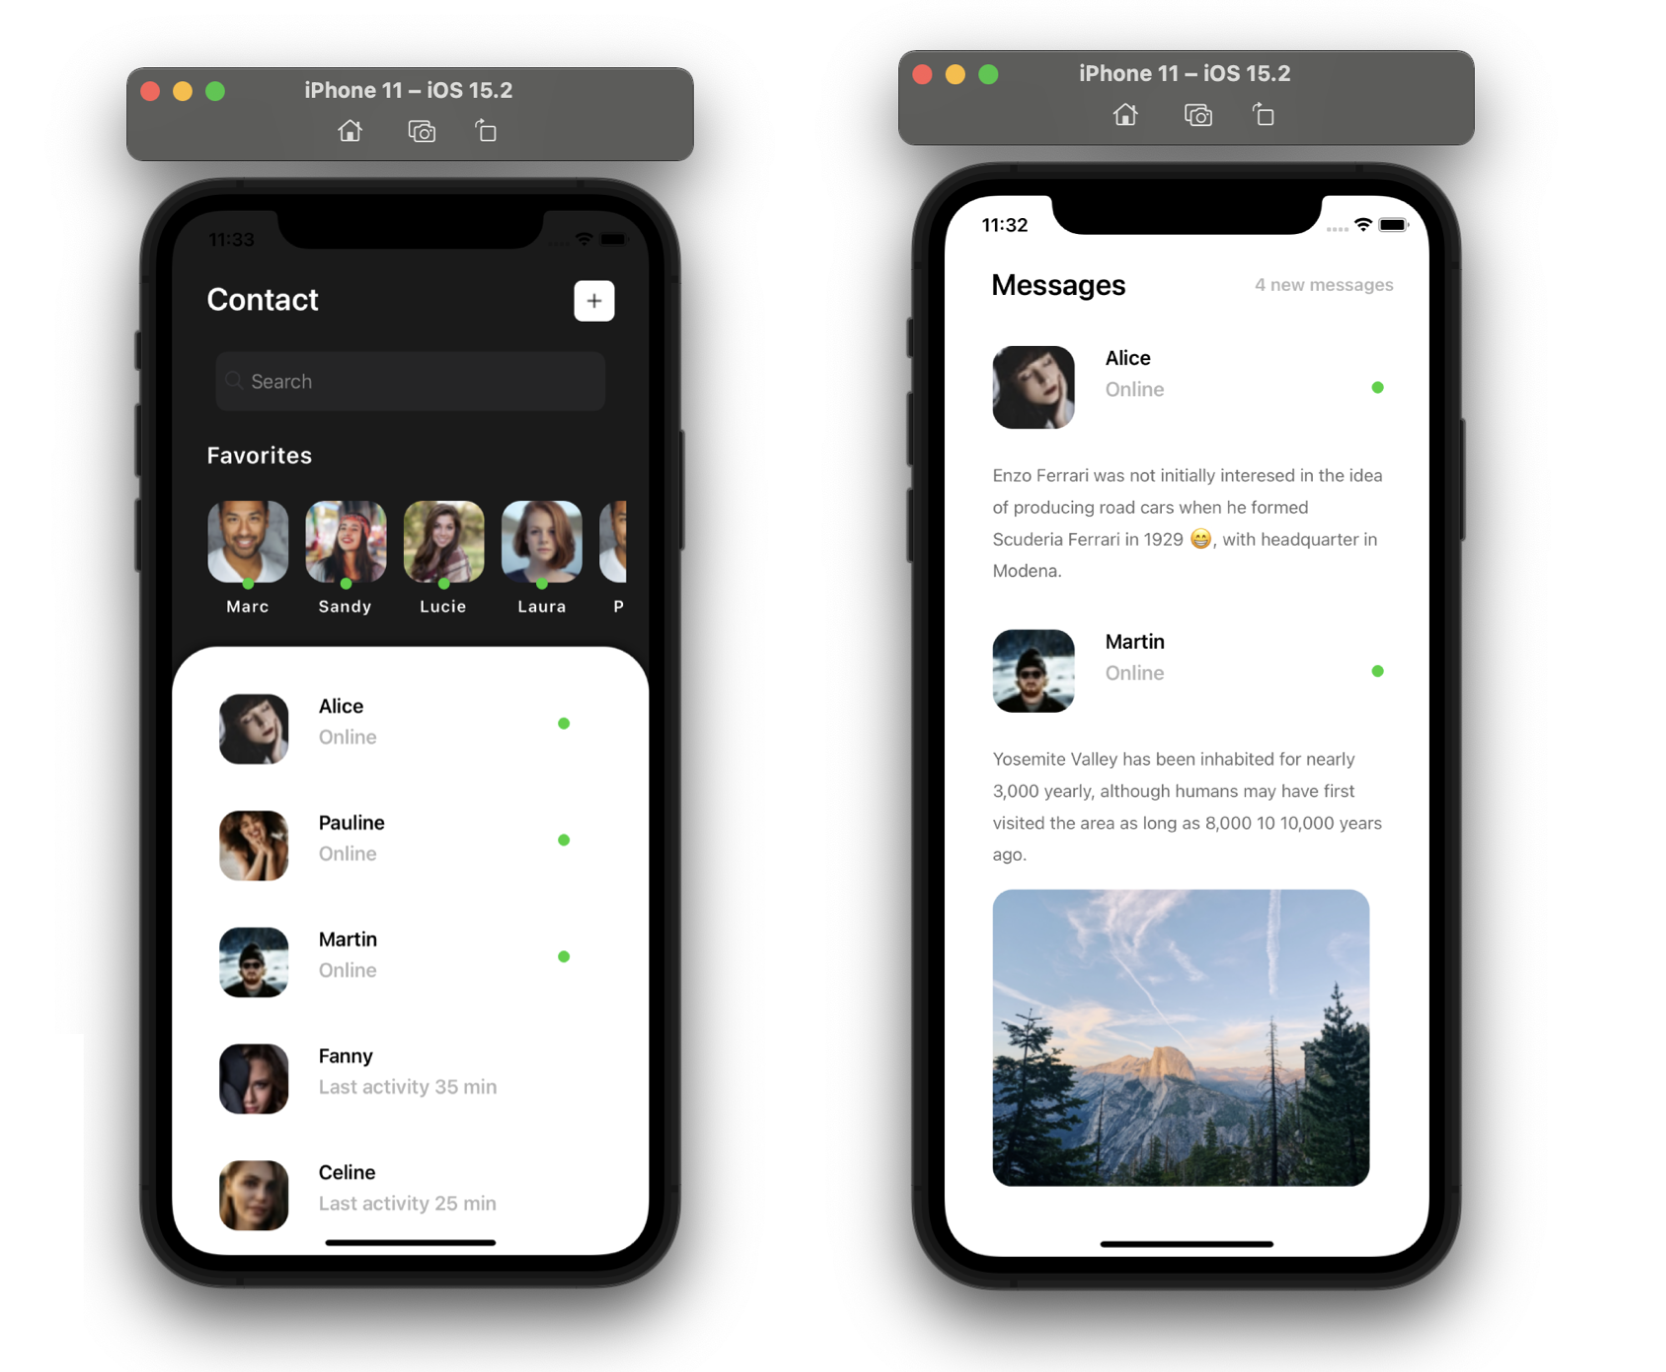 iPhone 11 – iOS 15.2
11:33
Contact
+
Search
Favorites
Marc Sandy Lucie Laura P
Alice
Online
Pauline
Online
Martin
Online
Fanny
Last activity 35 min
Celine
Last activity 25 min
iPhone 11 – iOS 15.2
11:32
Messages 4 new messages
Alice
Online
Enzo Ferrari was not initially interesed in the idea
of producing road cars when he formed
Scuderia Ferrari in 1929 😁, with headquarter in
Modena.
Martin
Online
Yosemite Valley has been inhabited for nearly
3,000 yearly, although humans may have first
visited the area as long as 8,000 10 10,000 years
ago.